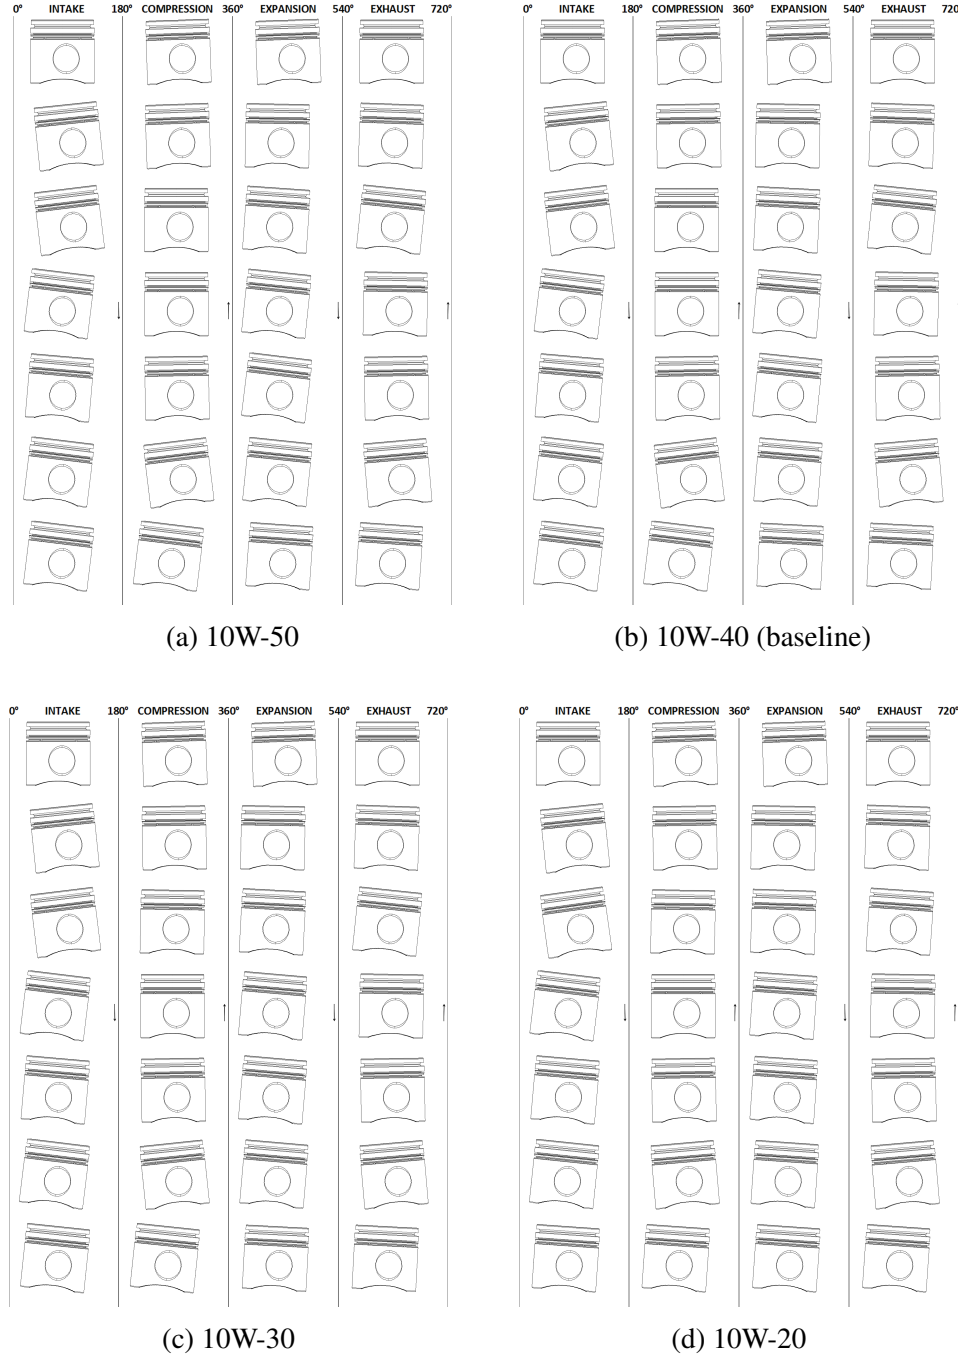 0° INTAKE 180° COMPRESSION 360° EXPANSION 540° EXHAUST 720°
0° INTAKE 180° COMPRESSION 360° EXPANSION 540° EXHAUST 720°
(a) 10W-50
(b) 10W-40 (baseline)
0° INTAKE 180° COMPRESSION 360° EXPANSION 540° EXHAUST 720°
0° INTAKE 180° COMPRESSION 360° EXPANSION 540° EXHAUST 720°
(c) 10W-30
(d) 10W-20